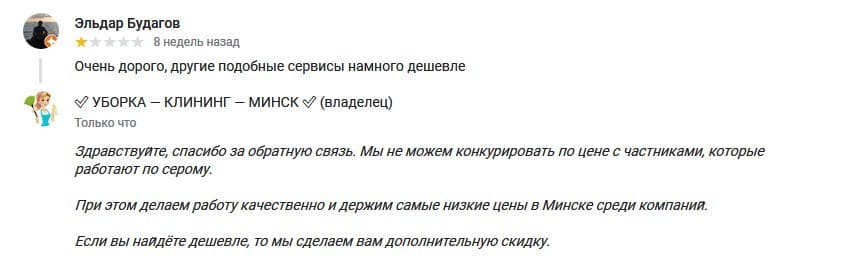 Эльдар Будагов
8 недель назад
Очень дорого, другие подобные сервисы намного дешевле
✅ УБОРКА — КЛИНИНГ — МИНСК ✅ (владелец)
Только что
Здравствуйте, спасибо за обратную связь. Мы не можем конкурировать по цене с частниками, которые
работают по серому.
При этом делаем работу качественно и держим самые низкие цены в Минске среди компаний.
Если вы найдёте дешевле, то мы сделаем вам дополнительную скидку.